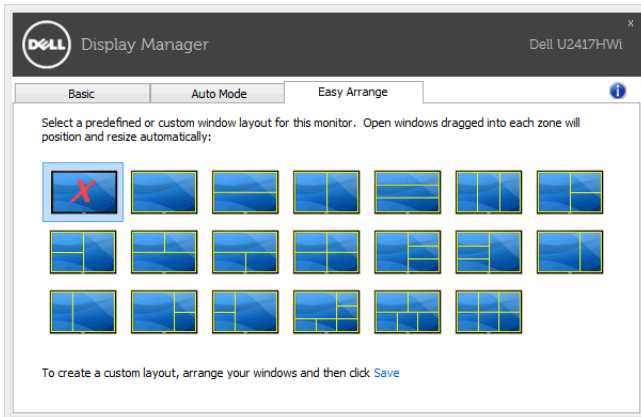 x
DELL Display Manager Dell U2417HWi
Basic Auto Mode Easy Arrange i
Select a predefined or custom window layout for this monitor. Open windows dragged into each zone will
position and resize automatically:
X
To create a custom layout, arrange your windows and then click Save